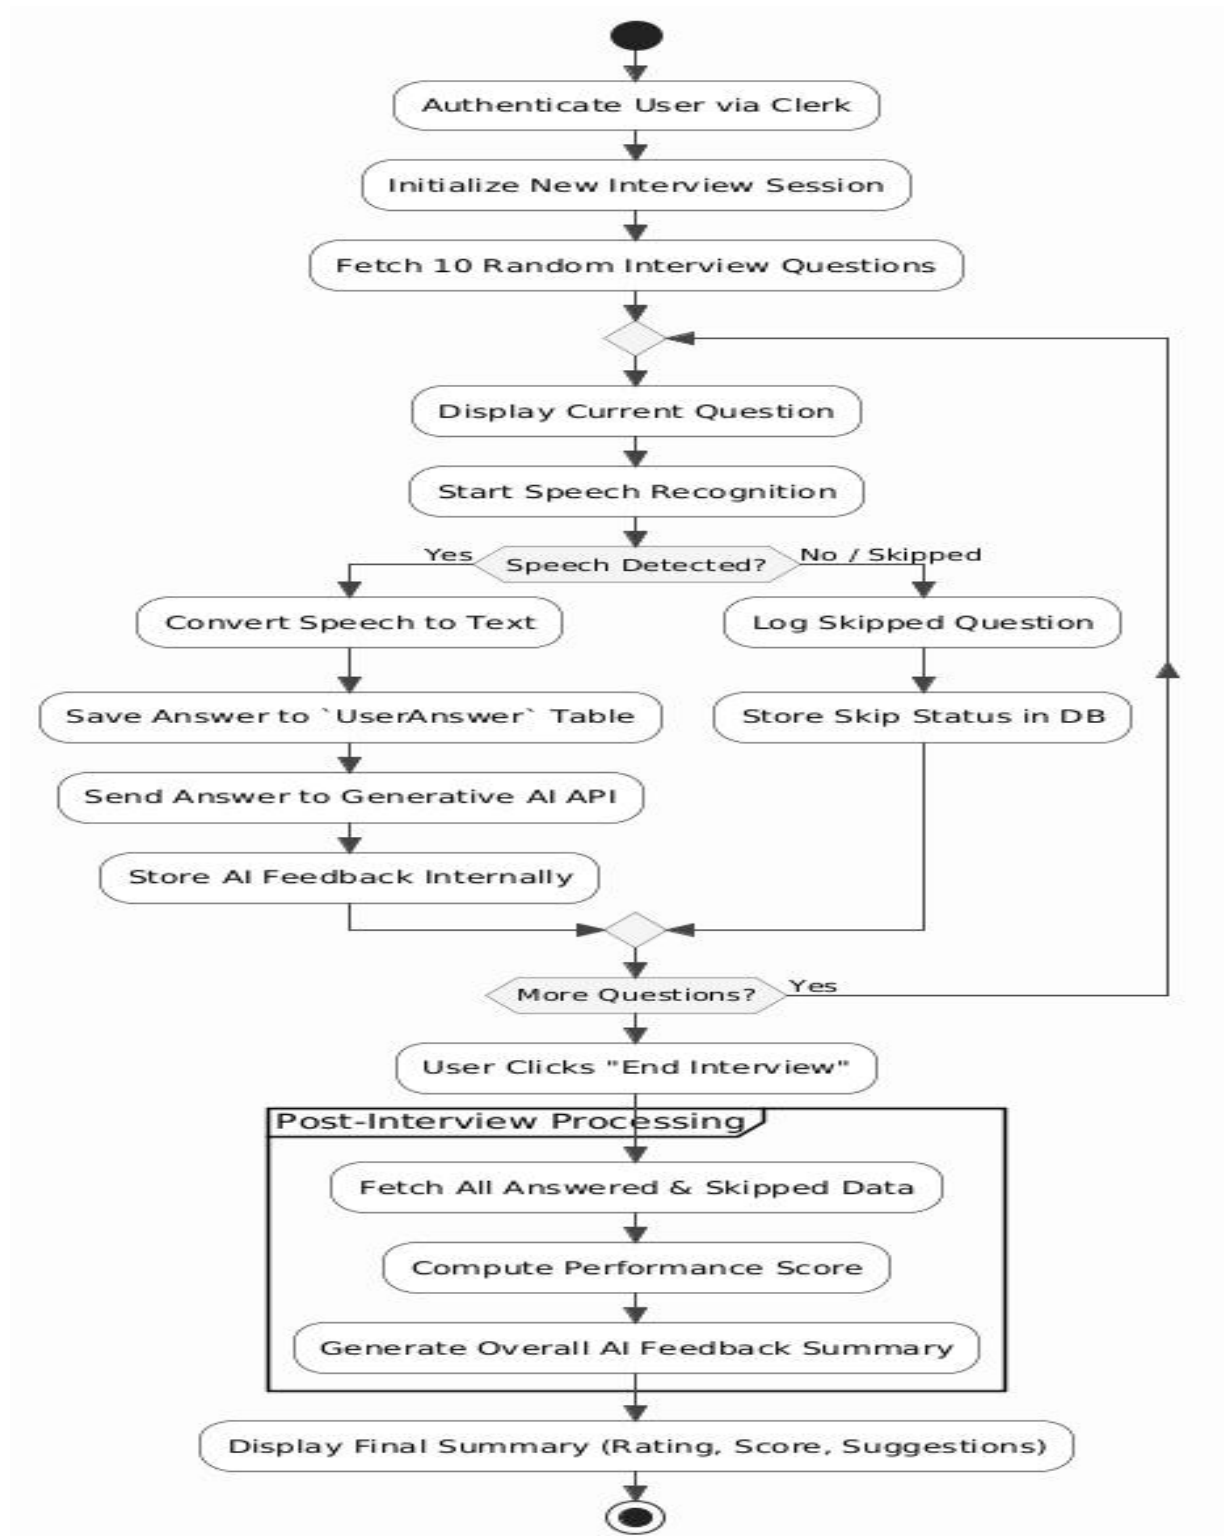 Authenticate User via Clerk
Initialize New Interview Session
Fetch 10 Random Interview Questions
Display Current Question
Start Speech Recognition
Yes
Speech Detected?
No / Skipped
Convert Speech to Text
Log Skipped Question
Save Answer to `UserAnswer` Table
Store Skip Status in DB
Send Answer to Generative AI API
Store AI Feedback Internally
More Questions?
Yes
User Clicks "End Interview"
Post-Interview Processing
Fetch All Answered & Skipped Data
Compute Performance Score
Generate Overall AI Feedback Summary
Display Final Summary (Rating, Score, Suggestions)